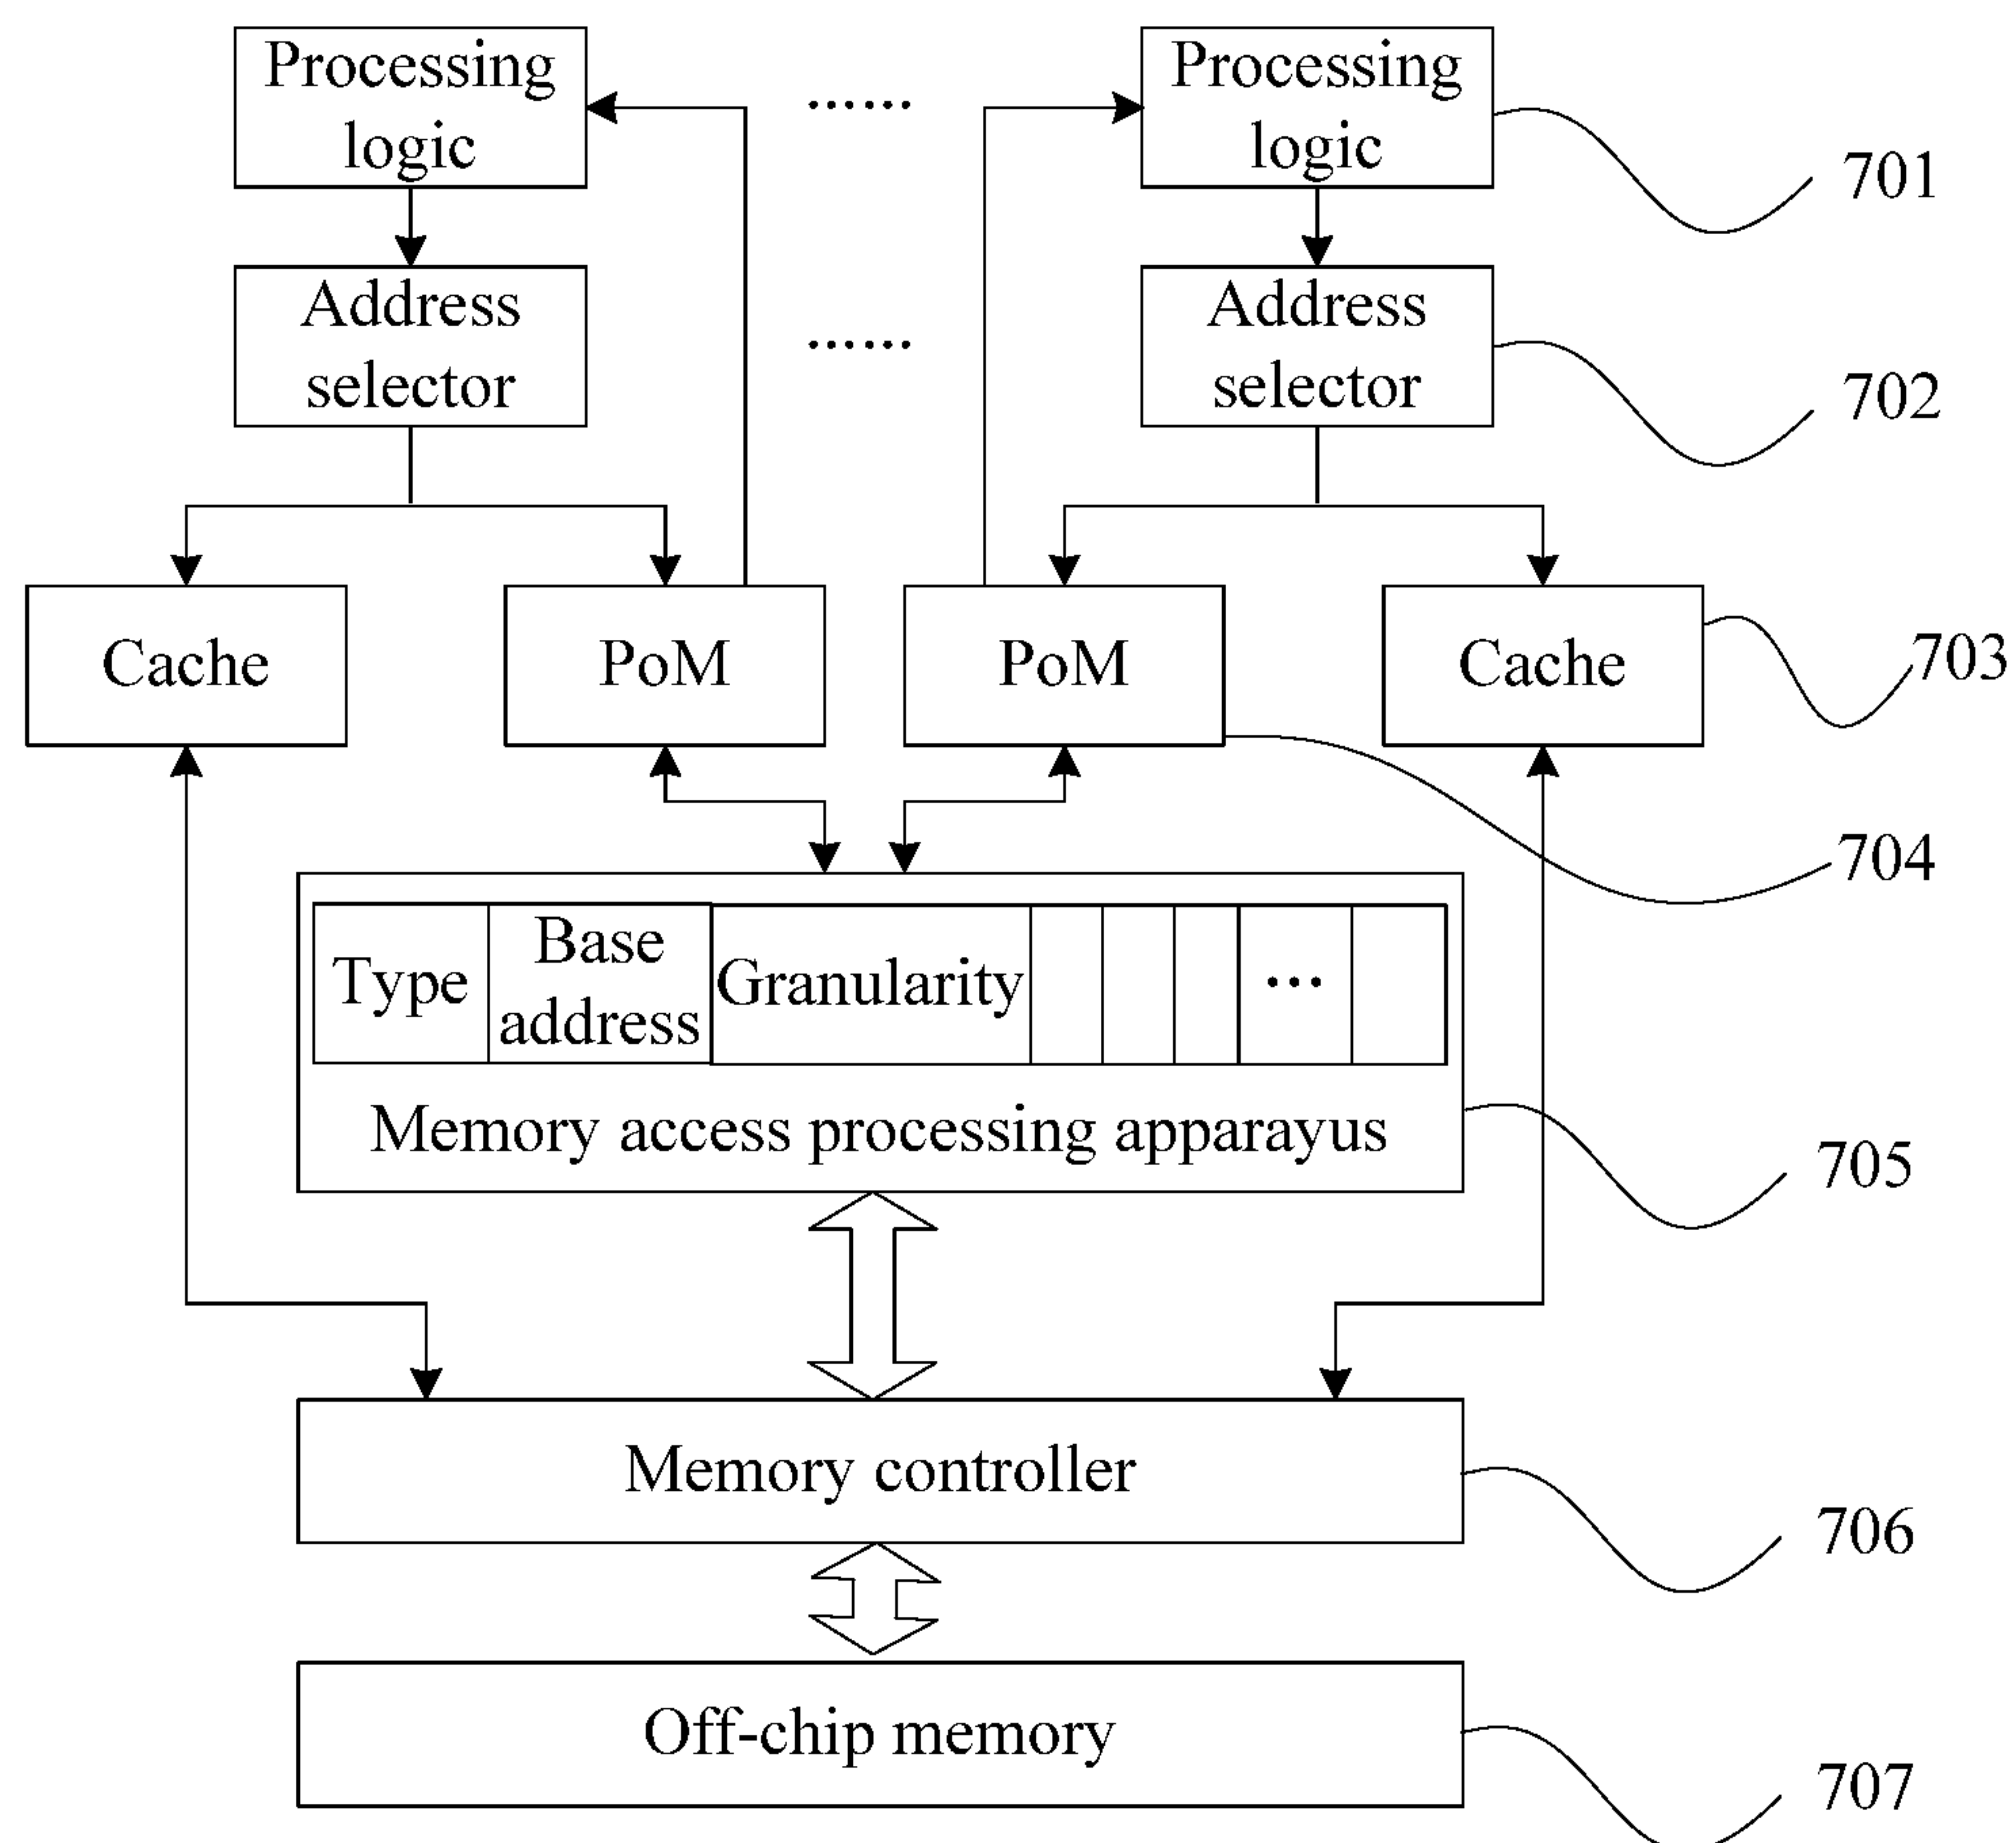 Processing
logic
......
Processing
logic
701
Address
selector
......
Address
selector
702
Cache
PoM
PoM
Cache
703
704
Type
Base
address
Granularity
...
Memory access processing apparayus
705
Memory controller
706
Off-chip memory
707